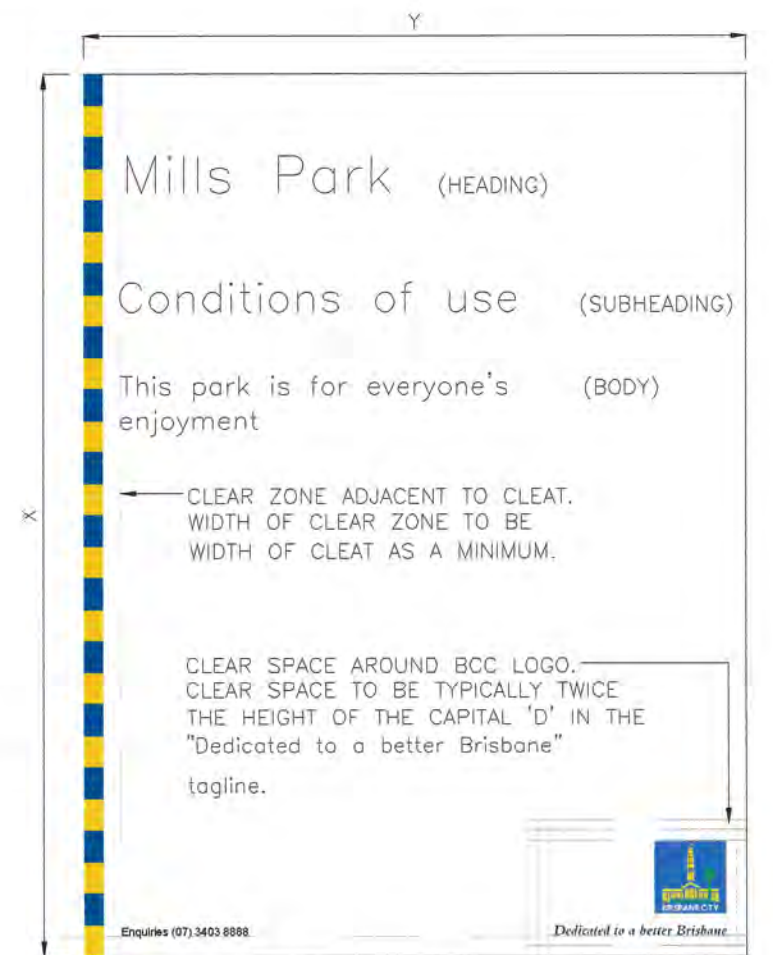 Y
Mills Park (HEADING)
Conditions of use (SUBHEADING)
This park is for everyone's (BODY)
enjoyment
X
CLEAR ZONE ADJACENT TO CLEAT.
WIDTH OF CLEAR ZONE TO BE
WIDTH OF CLEAT AS A MINIMUM.
CLEAR SPACE AROUND BCC LOGO.
CLEAR SPACE TO BE TYPICALLY TWICE
THE HEIGHT OF THE CAPITAL 'D' IN THE
"Dedicated to a better Brisbane"
tagline.
BRISBANE CITY
Enquiries (07) 3403 8888
Dedicated to a better Brisbane